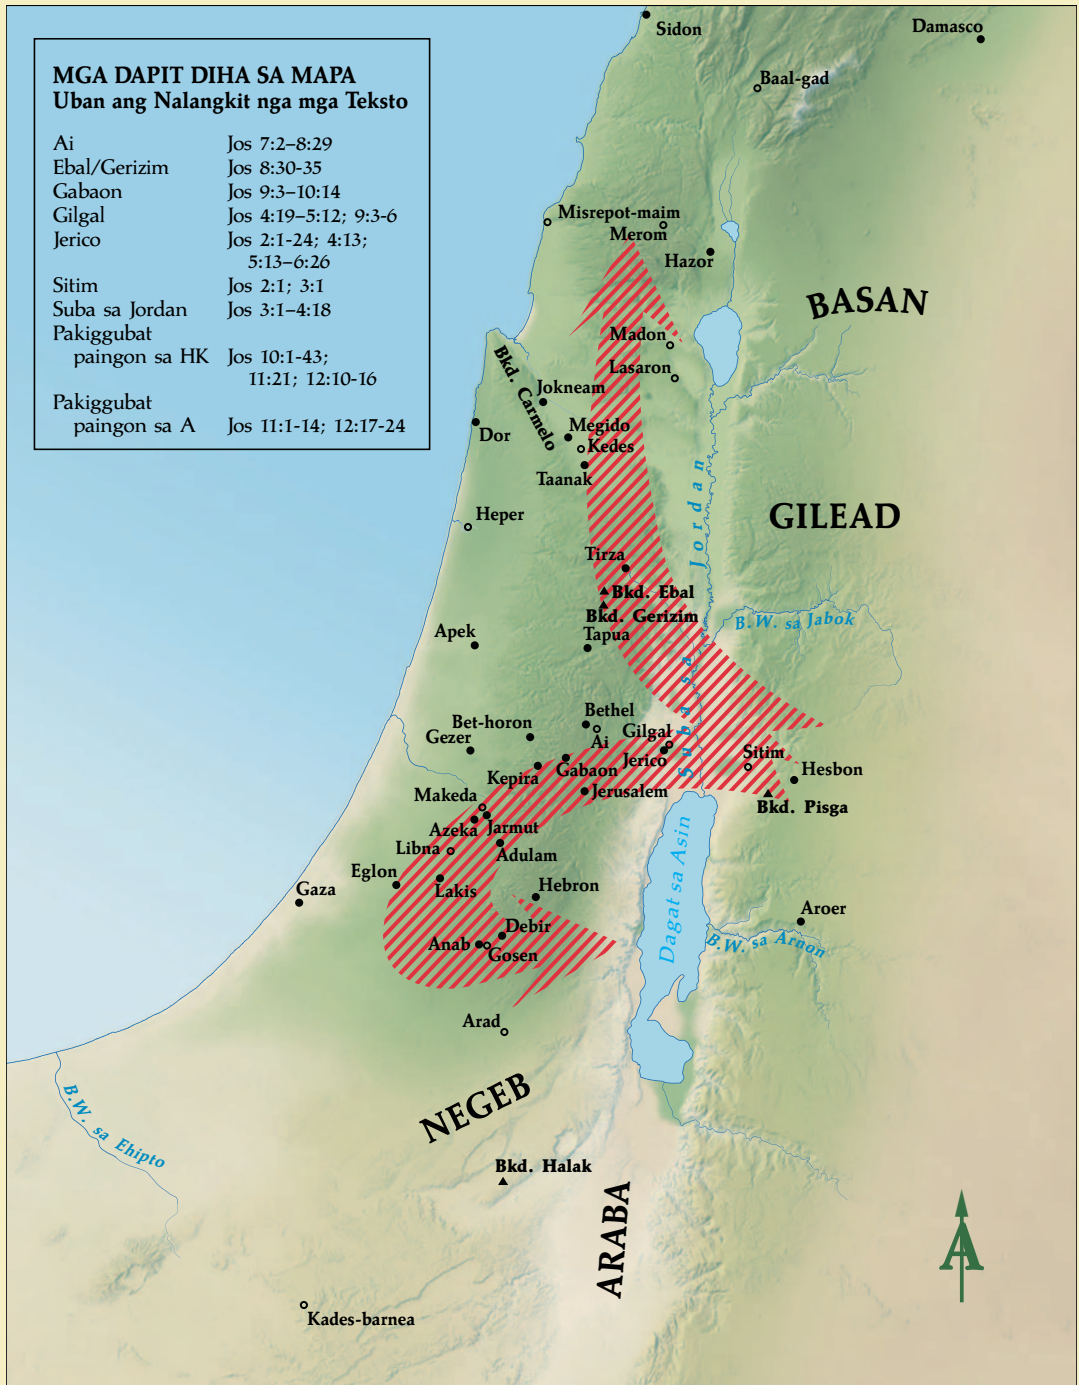 MGA DAPIT DIHA SA MAPA
Uban ang Nalangkit nga mga Teksto
Ai Jos 7:2–8:29
Ebal/Gerizim Jos 8:30-35
Gabaon Jos 9:3–10:14
Gilgal Jos 4:19–5:12; 9:3-6
Jerico Jos 2:1-24; 4:13;
5:13–6:26
Sitim Jos 2:1; 3:1
Suba sa Jordan Jos 3:1–4:18
Pakiggubat
paingon sa HK Jos 10:1-43;
11:21; 12:10-16
Pakiggubat
paingon sa A Jos 11:1-14; 12:17-24
Sidon
Damasco
Baal-gad
Misrepot-maim
Merom
Hazor
BASAN
Madon
Lasaron
Bkd. Carmelo
Jokneam
Dor
Megido
Kedes
Taanak
Heper
GILEAD
Suba sa Jordan
Tirza
Bkd. Ebal
Bkd. Gerizim
B.W. sa Jabok
Apek
Tapua
Bethel
Bet-horon
Ai
Gilgal
Gezer
Jerico
Sitim
Gabaon
Hesbon
Kepira
Jerusalem
Makeda
Bkd. Pisga
Azeka
Jarmut
Libna
Adulam
Eglon
Lakis
Hebron
Gaza
Dagat sa Asin
Aroer
Debir
Anab
Gosen
B.W. sa Arnon
Arad
NEGEB
B.W. sa Ehipto
Bkd. Halak
ARABA
A
Kades-barnea